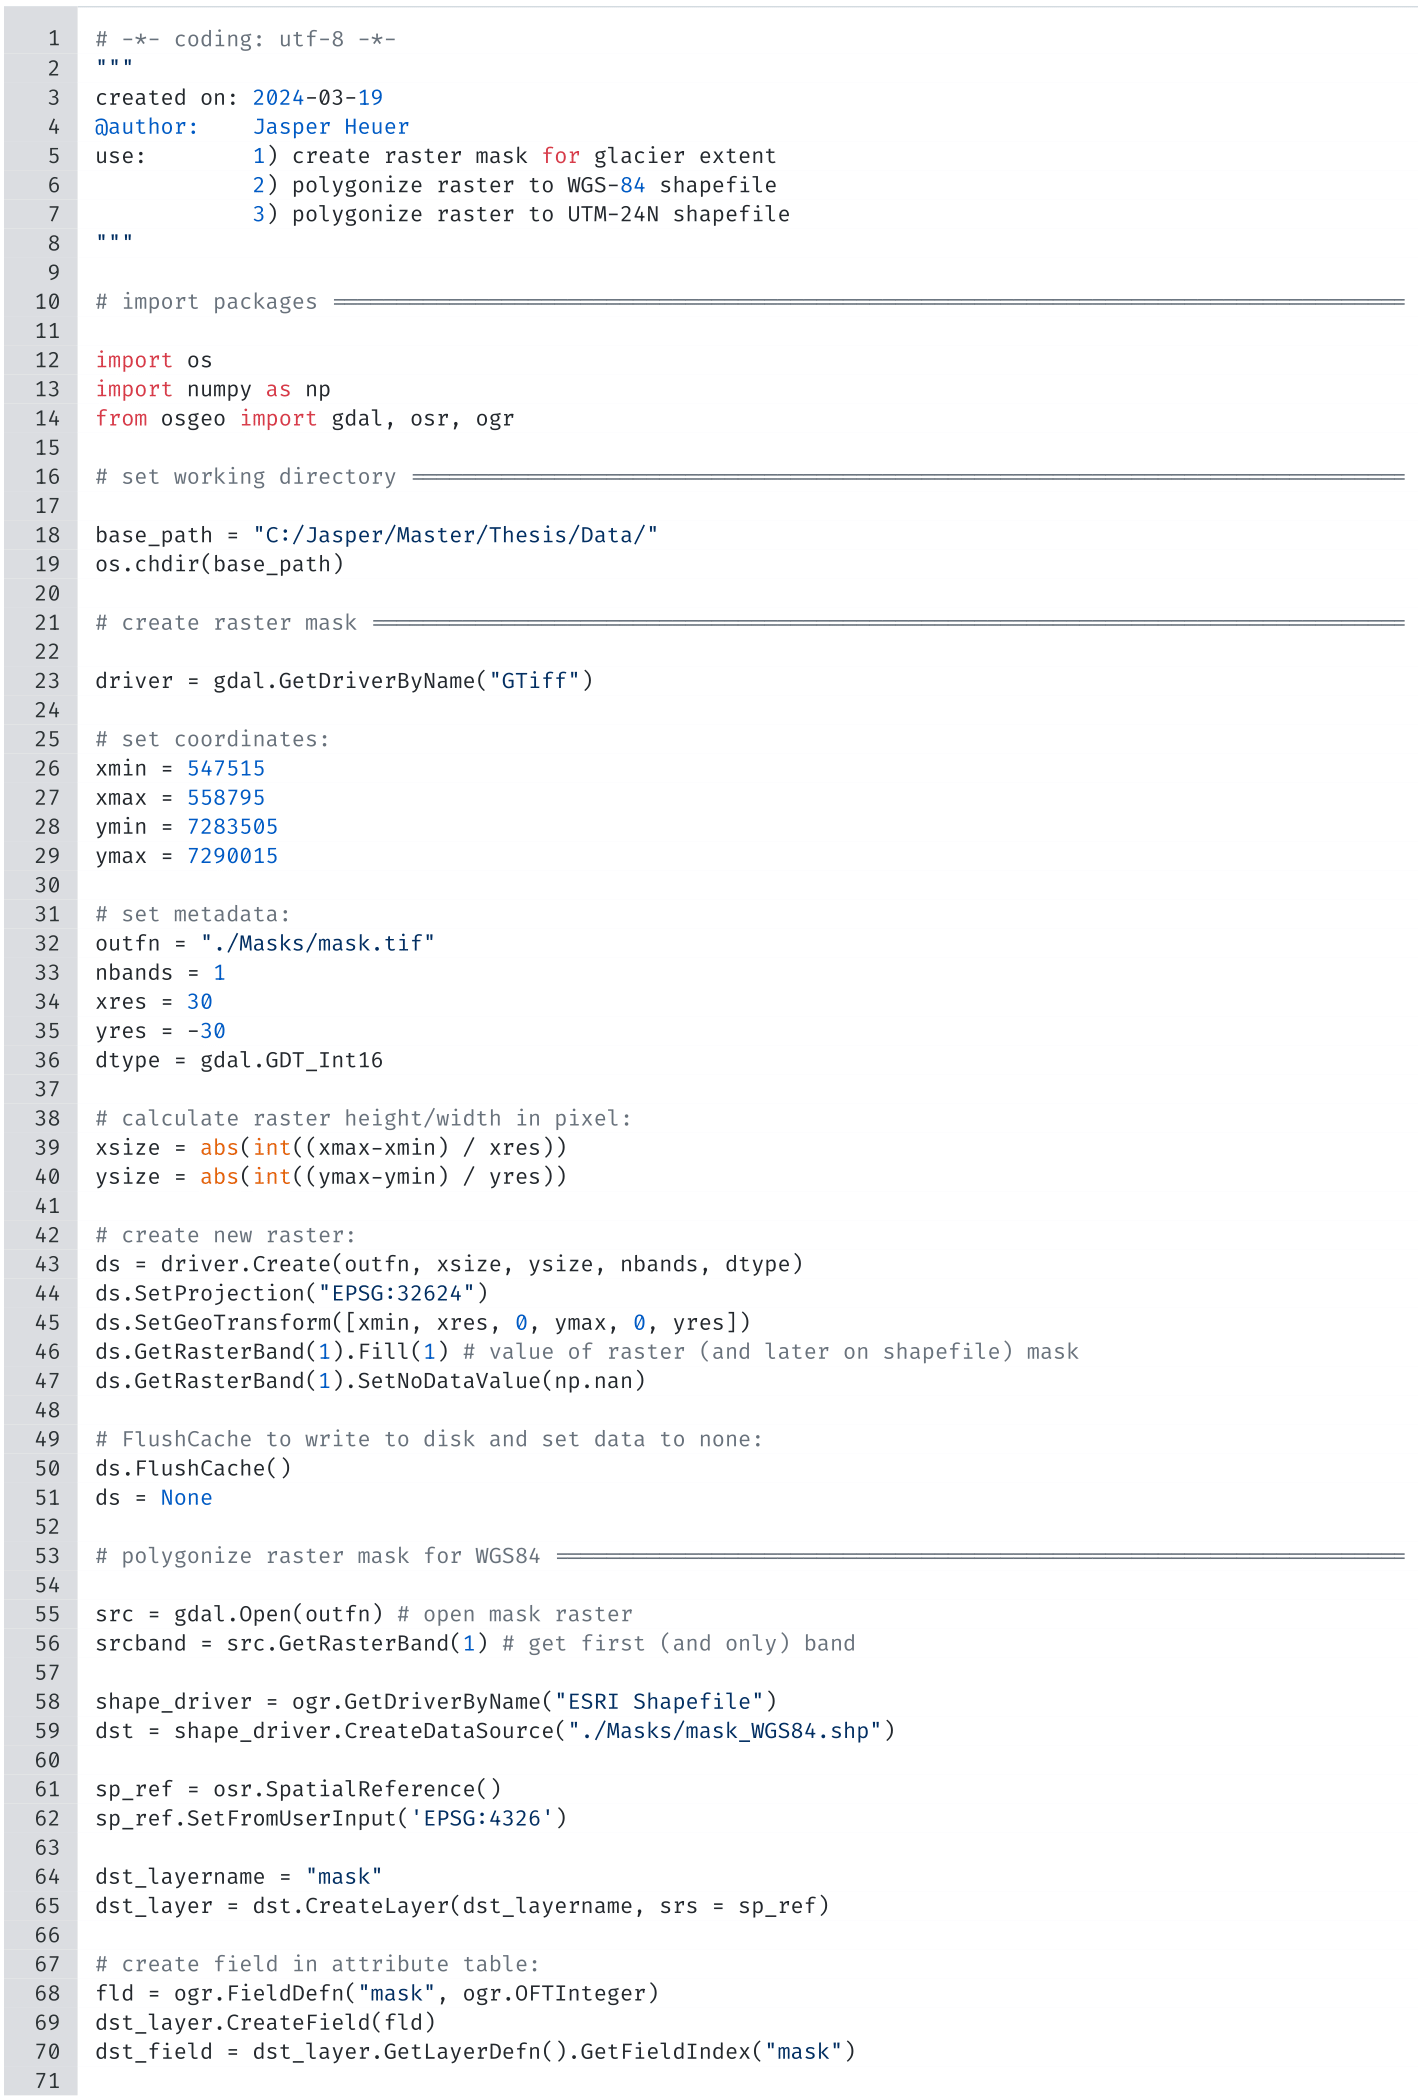 1 # -*- coding: utf-8 -*-
2 """
3 created on: 2024-03-19
4 @author:    Jasper Heuer
5 use:        1) create raster mask for glacier extent
6             2) polygonize raster to WGS-84 shapefile
7             3) polygonize raster to UTM-24N shapefile
8 """
9
10 # import packages ==================================================================================
11
12 import os
13 import numpy as np
14 from osgeo import gdal, osr, ogr
15
16 # set working directory ============================================================================
17
18 base_path = "C:/Jasper/Master/Thesis/Data/"
19 os.chdir(base_path)
20
21 # create raster mask ===============================================================================
22
23 driver = gdal.GetDriverByName("GTiff")
24
25 # set coordinates:
26 xmin = 547515
27 xmax = 558795
28 ymin = 7283505
29 ymax = 7290015
30
31 # set metadata:
32 outfn = "./Masks/mask.tif"
33 nbands = 1
34 xres = 30
35 yres = -30
36 dtype = gdal.GDT_Int16
37
38 # calculate raster height/width in pixel:
39 xsize = abs(int((xmax-xmin) / xres))
40 ysize = abs(int((ymax-ymin) / yres))
41
42 # create new raster:
43 ds = driver.Create(outfn, xsize, ysize, nbands, dtype)
44 ds.SetProjection("EPSG:32624")
45 ds.SetGeoTransform([xmin, xres, 0, ymax, 0, yres])
46 ds.GetRasterBand(1).Fill(1) # value of raster (and later on shapefile) mask
47 ds.GetRasterBand(1).SetNoDataValue(np.nan)
48
49 # FlushCache to write to disk and set data to none:
50 ds.FlushCache()
51 ds = None
52
53 # polygonize raster mask for WGS84 =================================================================
54
55 src = gdal.Open(outfn) # open mask raster
56 srcband = src.GetRasterBand(1) # get first (and only) band
57
58 shape_driver = ogr.GetDriverByName("ESRI Shapefile")
59 dst = shape_driver.CreateDataSource("./Masks/mask_WGS84.shp")
60
61 sp_ref = osr.SpatialReference()
62 sp_ref.SetFromUserInput('EPSG:4326')
63
64 dst_layername = "mask"
65 dst_layer = dst.CreateLayer(dst_layername, srs = sp_ref)
66
67 # create field in attribute table:
68 fld = ogr.FieldDefn("mask", ogr.OFTInteger)
69 dst_layer.CreateField(fld)
70 dst_field = dst_layer.GetLayerDefn().GetFieldIndex("mask")
71